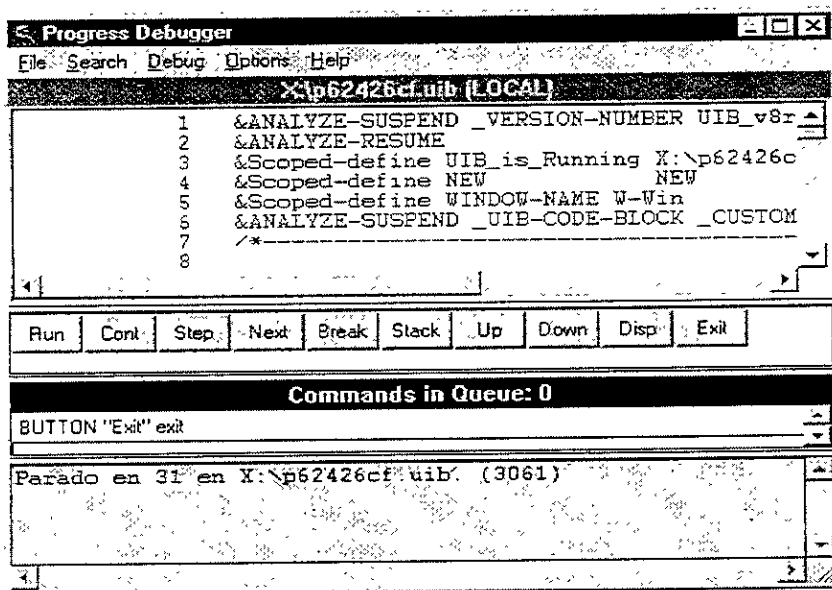 Progress Debugger
File Search Debug Options Help
X:\p62426cf.uib (LOCAL)
1 &ANALYZE-SUSPEND _VERSION-NUMBER UIB_v8r
2 &ANALYZE-RESUME
3 &Scoped-define UIB_is_Running X:\p62426c
4 &Scoped-define NEW NEW
5 &Scoped-define WINDOW-NAME W-Win
6 &ANALYZE-SUSPEND _UIB-CODE-BLOCK _CUSTOM
7 /*----------------------------------------
8
Run Cont Step Next Break Stack Up Down Disp Exit
Commands in Queue: 0
BUTTON "Exit" exit
Parado en 31 en X:\p62426cf.uib. (3061)